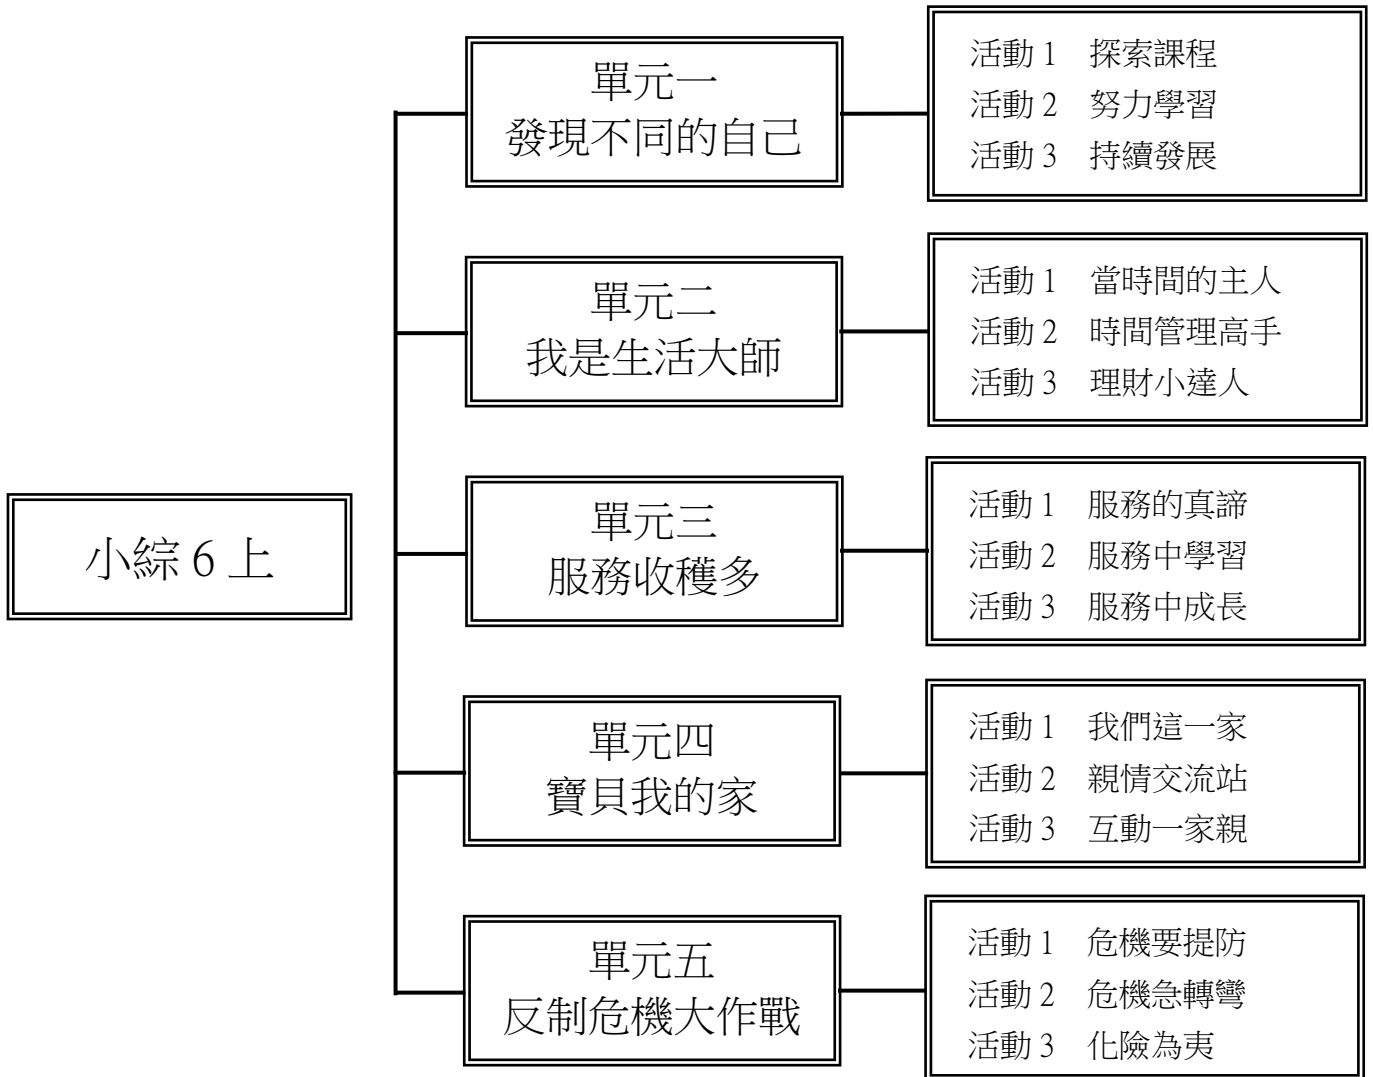 小綜 6 上
單元一
發現不同的自己
活動 1 探索課程
活動 2 努力學習
活動 3 持續發展
單元二
我是生活大師
活動 1 當時間的主人
活動 2 時間管理高手
活動 3 理財小達人
單元三
服務收穫多
活動 1 服務的真諦
活動 2 服務中學習
活動 3 服務中成長
單元四
寶貝我的家
活動 1 我們這一家
活動 2 親情交流站
活動 3 互動一家親
單元五
反制危機大作戰
活動 1 危機要提防
活動 2 危機急轉彎
活動 3 化險為夷